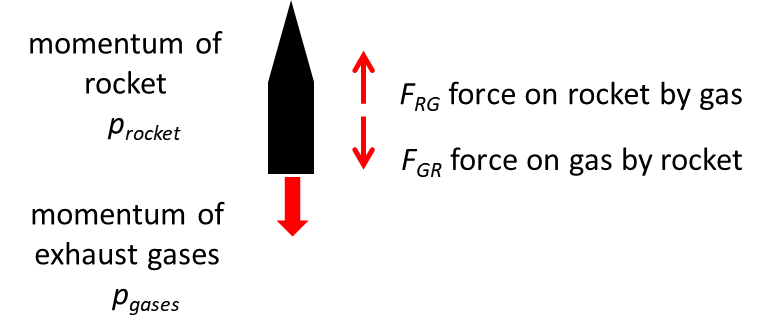 momentum of
rocket
p_rocket
F_RG force on rocket by gas
F_GR force on gas by rocket
momentum of
exhaust gases
p_gases